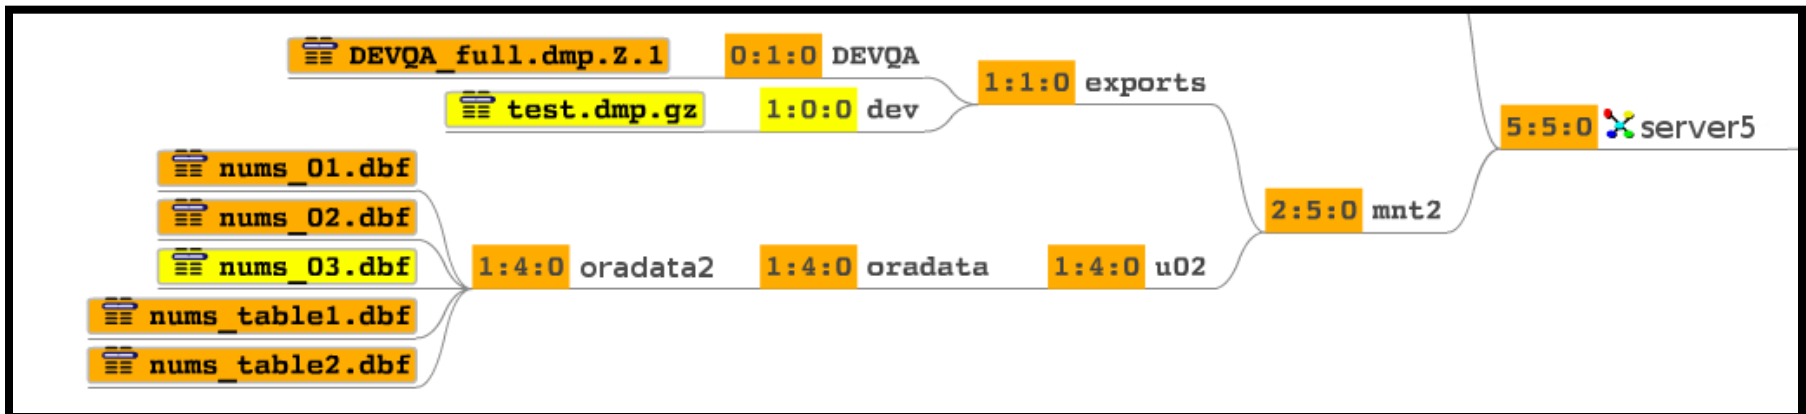 DEVQA_full.dmp.Z.1 0:1:0 DEVQA
1:1:0 exports
test.dmp.gz 1:0:0 dev
5:5:0 server5
nums_01.dbf
nums_02.dbf
2:5:0 mnt2
nums_03.dbf 1:4:0 oradata2 1:4:0 oradata 1:4:0 u02
nums_table1.dbf
nums_table2.dbf